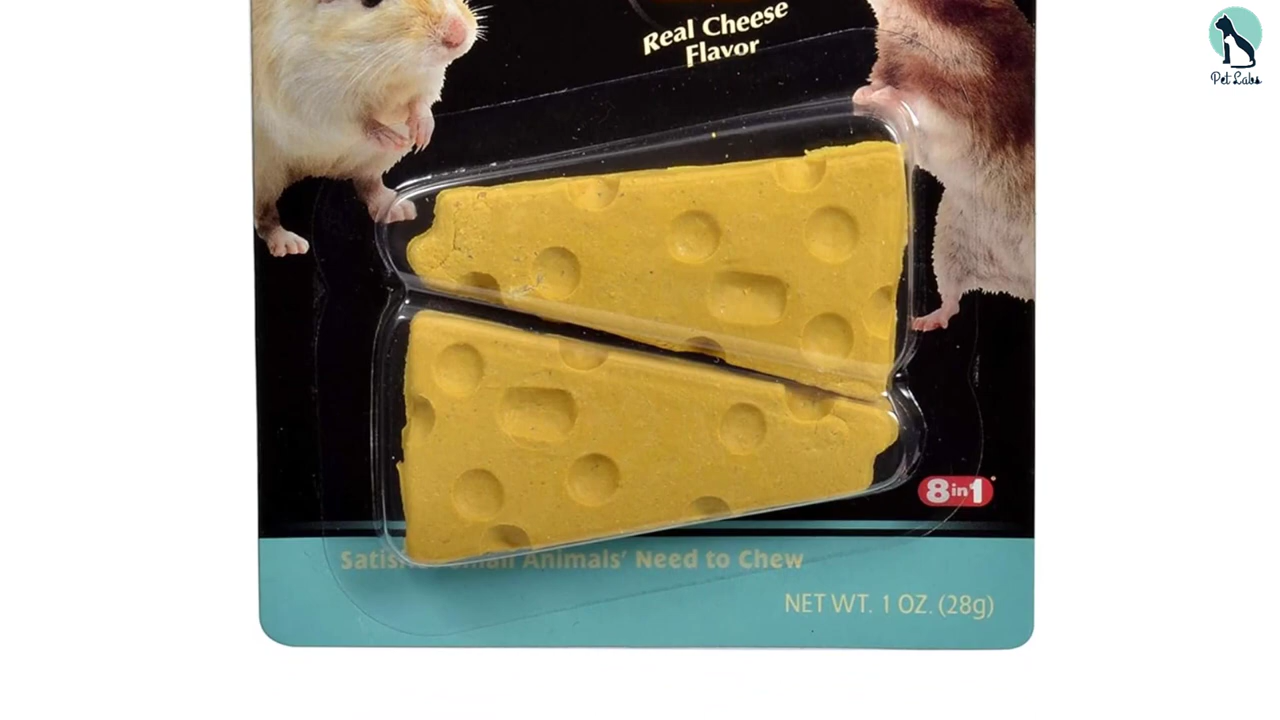 Real Cheese
Flavor
Pet Labs
8in1
Animals' Need to Chew
NET WT. 1 OZ. (28g)